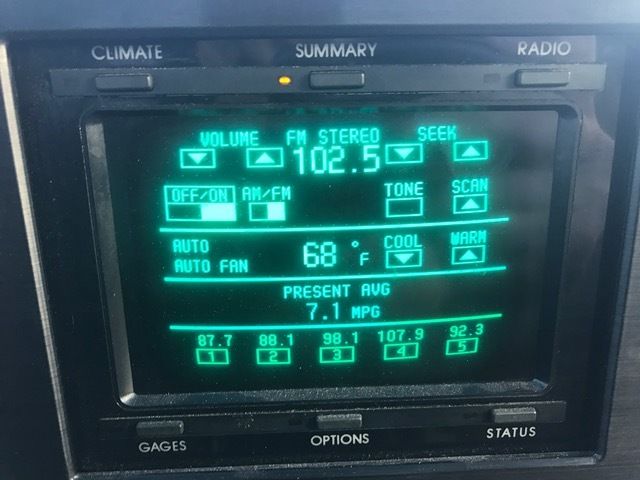 CLIMATE SUMMARY RADIO
VOLUME FM STEREO SEEK
102.5
OFF/ON AM/FM TONE SCAN
AUTO 68 °F COOL WARM
AUTO FAN
PRESENT AVG
7.1 MPG
87.7 88.1 98.1 107.9 92.3
1 2 3 4 5
GAGES OPTIONS STATUS